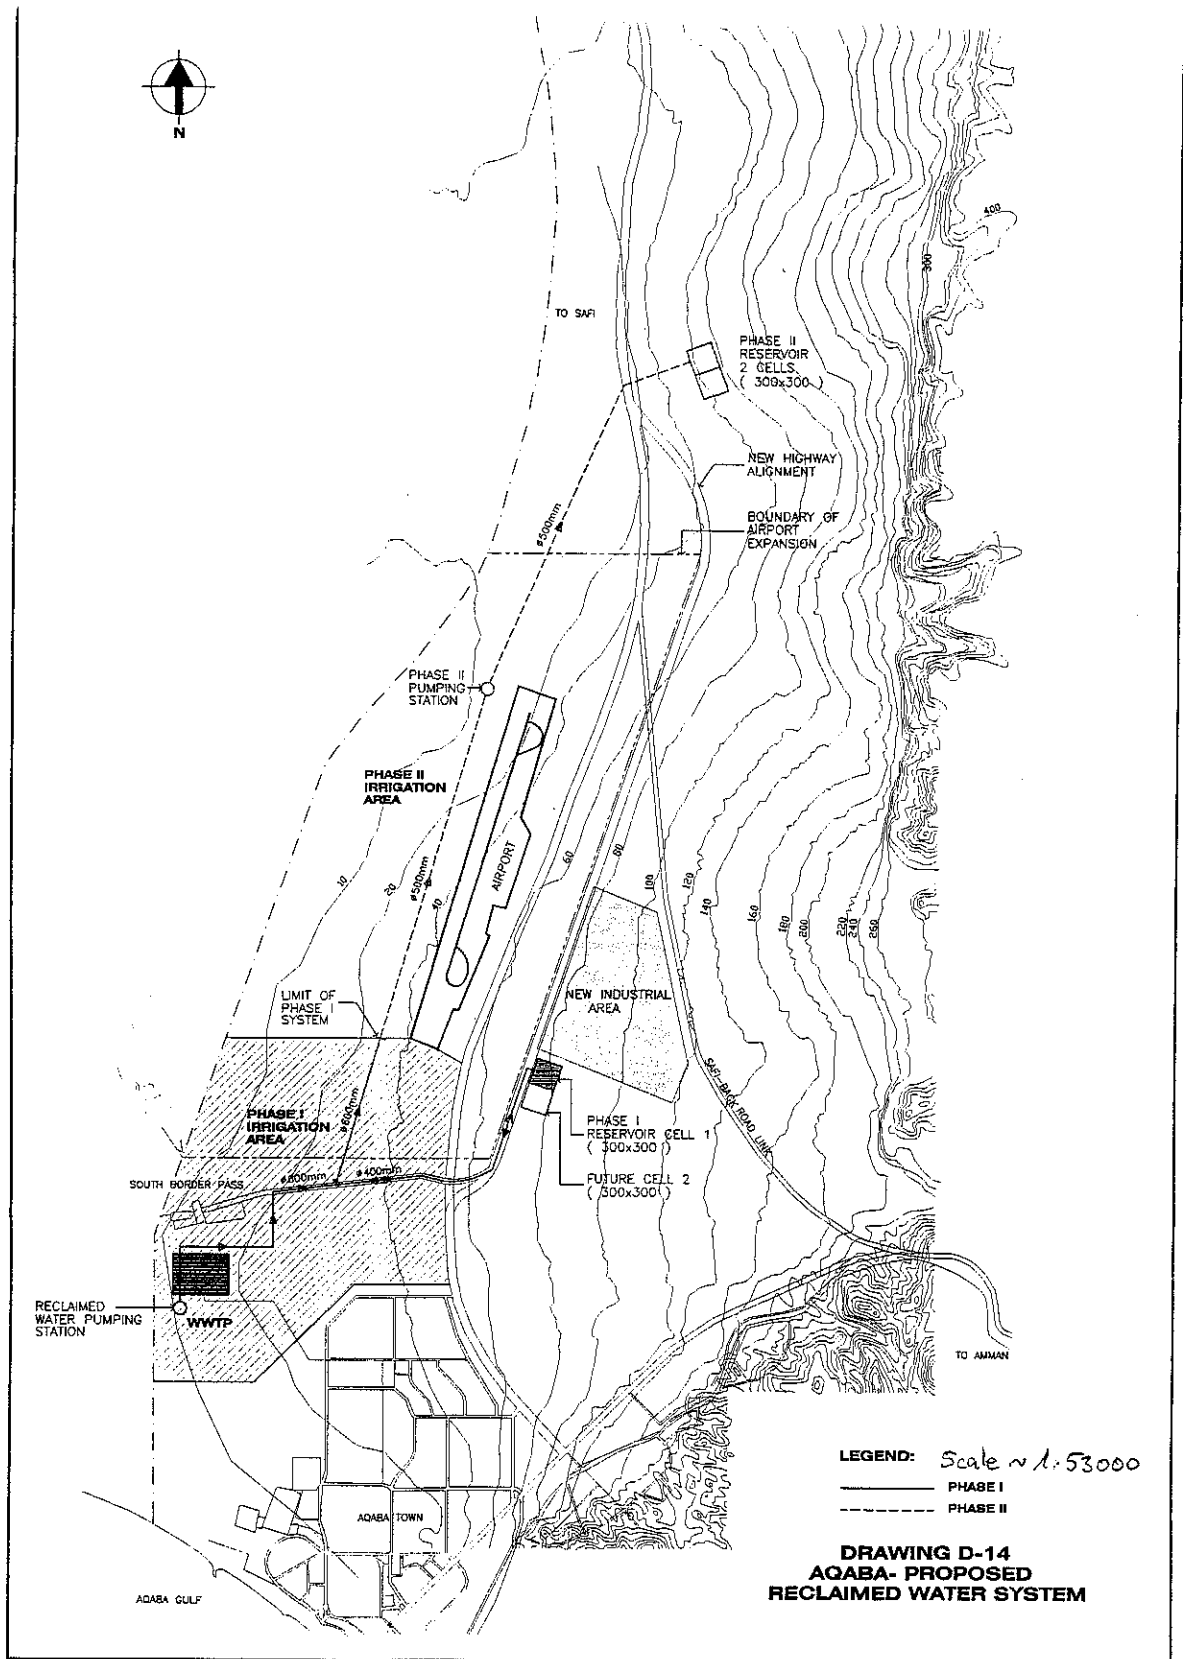 N
400
300
TO SAFI
PHASE II
RESERVOIR
2 CELLS
( 300x300 )
NEW HIGHWAY
ALIGNMENT
BOUNDARY OF
AIRPORT
EXPANSION
ø500mm
PHASE II
PUMPING
STATION
PHASE II
IRRIGATION
AREA
AIRPORT
ø500mm
10
20
40
60
80
100
120
140
160
180
200
220
240
260
NEW INDUSTRIAL
AREA
LIMIT OF
PHASE I
SYSTEM
SAFI-BACK ROAD LINK
PHASE I
IRRIGATION
AREA
ø600mm
PHASE I
RESERVOIR CELL 1
( 300x300 )
FUTURE CELL 2
( 300x300 )
SOUTH BORDER PASS
ø400mm
RECLAIMED
WATER PUMPING
STATION
WWTP
TO AMMAN
AQABA TOWN
AQABA GULF
LEGEND: Scale ~ 1:53000
PHASE I
PHASE II
DRAWING D-14
AQABA- PROPOSED
RECLAIMED WATER SYSTEM